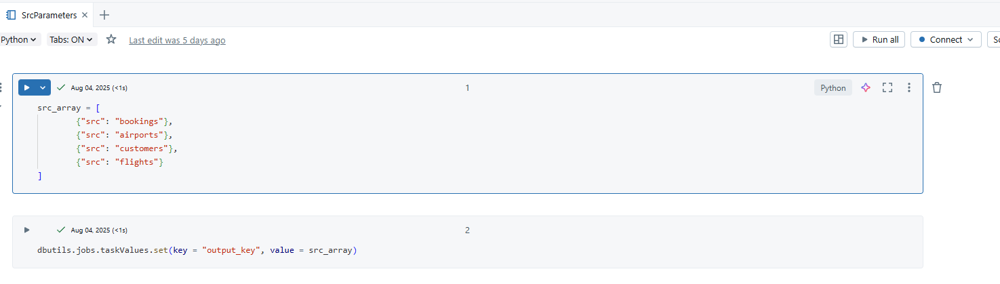 SrcParameters
Python Tabs: ON Last edit was 5 days ago Run all Connect Sc
Aug 04, 2025 (<1s) 1 Python
src_array = [
{"src": "bookings"},
{"src": "airports"},
{"src": "customers"},
{"src": "flights"}
]
Aug 04, 2025 (<1s) 2
dbutils.jobs.taskValues.set(key = "output_key", value = src_array)